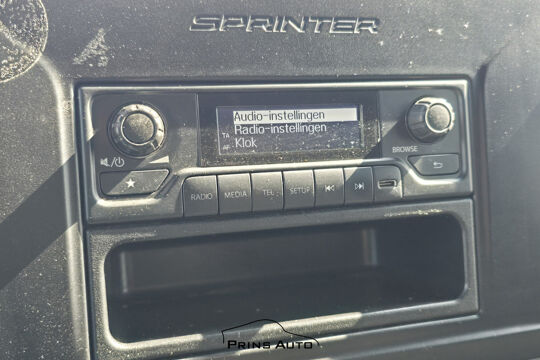 SPRINTER
Audio-instellingen
Radio-instellingen
Klok
TA
AF
BROWSE
RADIO
MEDIA
TEL
SETUP
PRINS AUTO